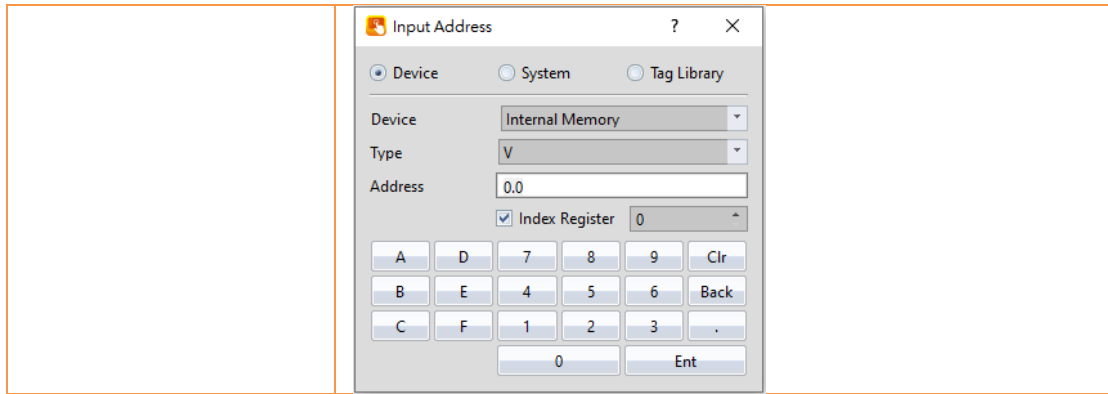 Input Address ? ×
Device System Tag Library
Device Internal Memory
Type V
Address 0.0
Index Register 0
A D 7 8 9 Clr
B E 4 5 6 Back
C F 1 2 3 .
0 Ent